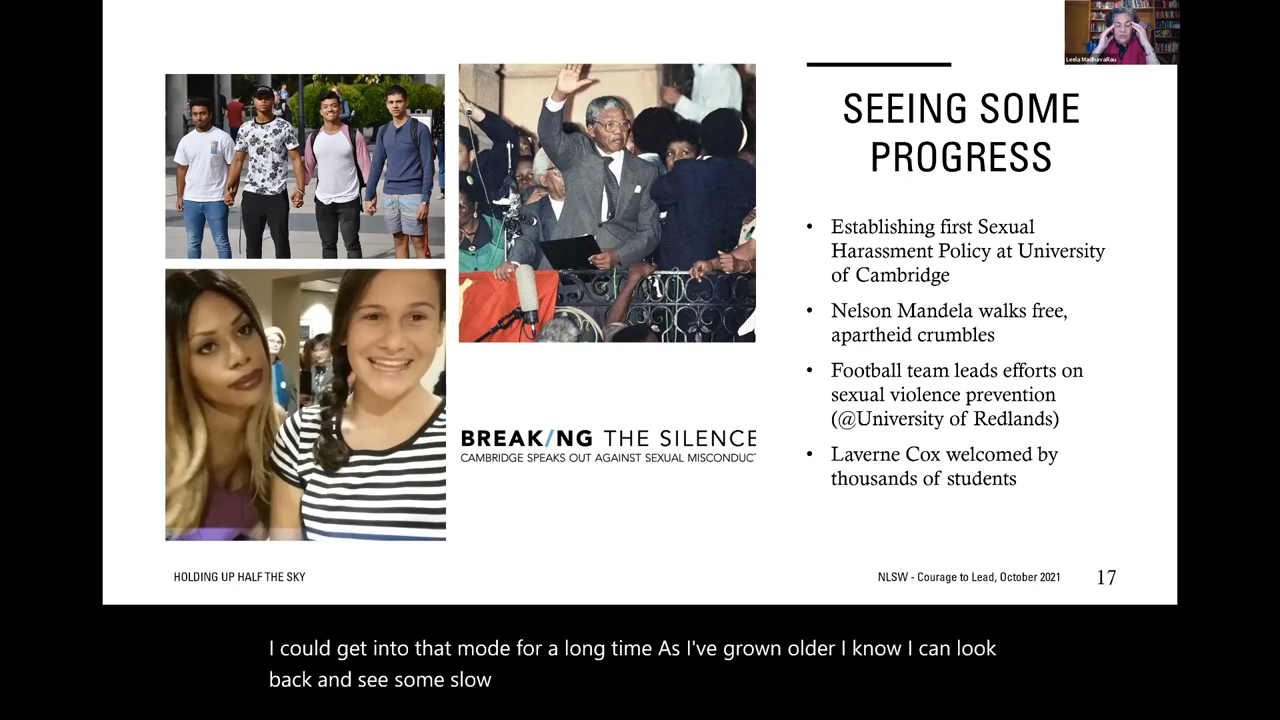 Leela MadhavaRau
SEEING SOME
PROGRESS
• Establishing first Sexual
Harassment Policy at University
of Cambridge
• Nelson Mandela walks free,
apartheid crumbles
• Football team leads efforts on
sexual violence prevention
(@University of Redlands)
• Laverne Cox welcomed by
thousands of students
BREAK/NG THE SILENCE
CAMBRIDGE SPEAKS OUT AGAINST SEXUAL MISCONDUC
HOLDING UP HALF THE SKY
NLSW - Courage to Lead, October 2021
17
I could get into that mode for a long time As I've grown older I know I can look
back and see some slow